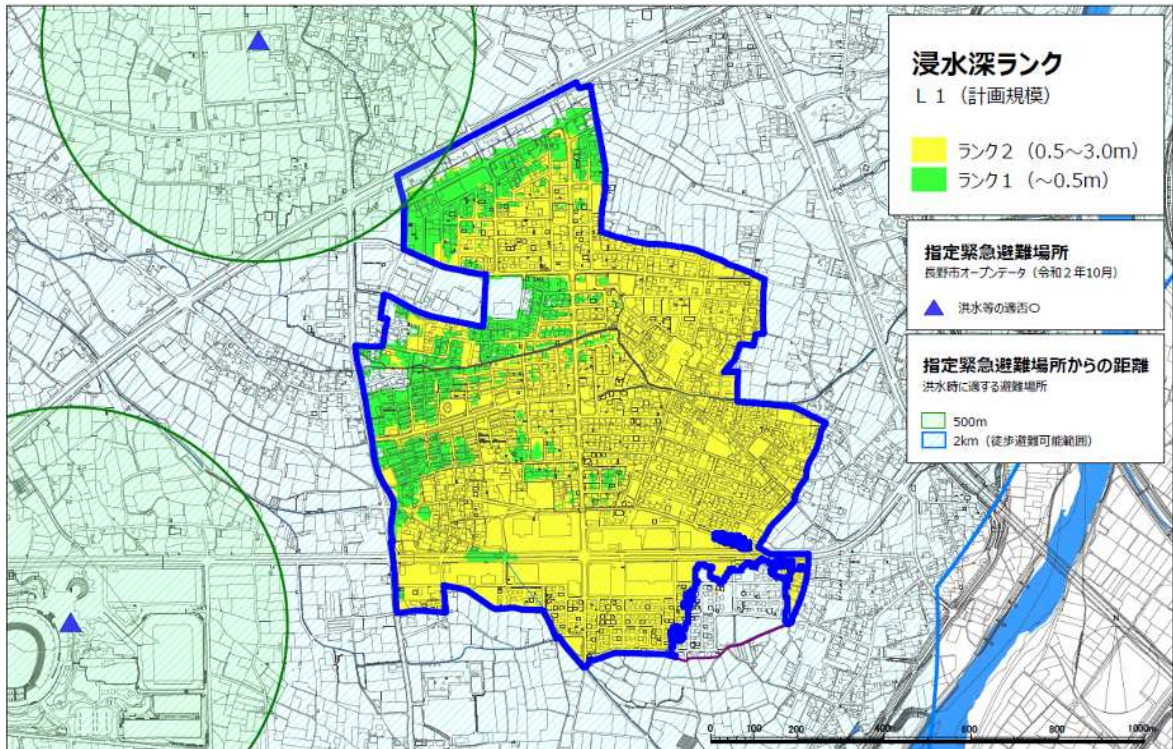 浸水深ランク
L1（計画規模）
ランク2（0.5～3.0m）
ランク1（～0.5m）
指定緊急避難場所
長野市オープンデータ（令和2年10月）
洪水等の適否〇
指定緊急避難場所からの距離
洪水時に適する避難場所
500m
2km（徒歩避難可能範囲）
N
0 100 200 400m 600 800 1000m